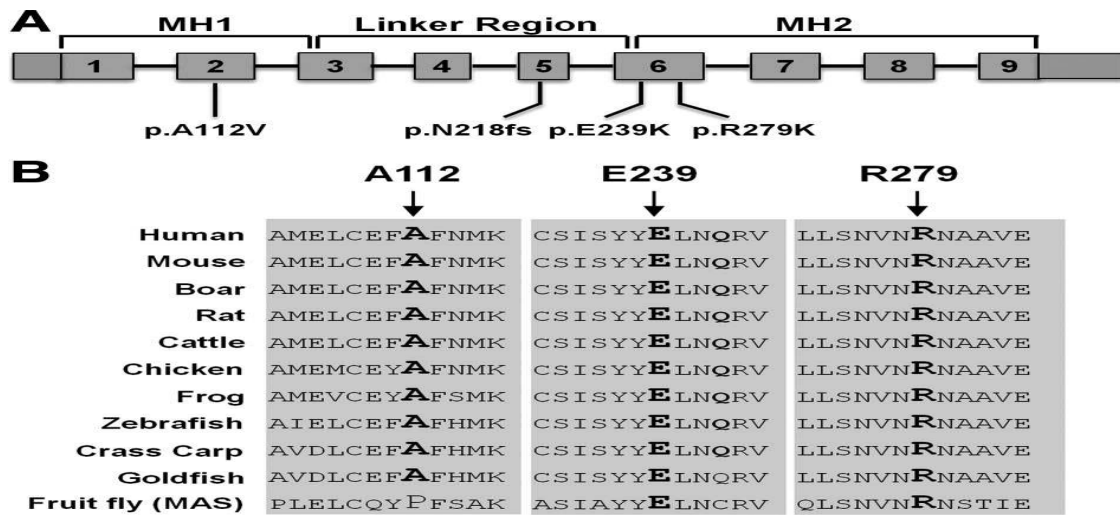 A
MH1 Linker Region MH2
1 2 3 4 5 6 7 8 9
p.A112V p.N218fs p.E239K p.R279K
B
A112 E239 R279
Human AMELCEFAFNMK CSISYYELNQRV LLSNVNRNAAVE
Mouse AMELCEFAFNMK CSISYYELNQRV LLSNVNRNAAVE
Boar AMELCEFAFNMK CSISYYELNQRV LLSNVNRNAAVE
Rat AMELCEFAFNMK CSISYYELNQRV LLSNVNRNAAVE
Cattle AMELCEFAFNMK CSISYYELNQRV LLSNVNRNAAVE
Chicken AMEMCEYAFNMK CSISYYELNQRV LLSNVNRNAAVE
Frog AMEVCEYAFSMK CSISYYELNQRV LLSNVNRNAAVE
Zebrafish AIELCEFAFHMK CSISYYELNQRV LLSNVNRNAAVE
Crass Carp AVDLCEFAFHMK CSISYYELNQRV LLSNVNRNAAVE
Goldfish AVDLCEFAFHMK CSISYYELNQRV LLSNVNRNAAVE
Fruit fly (MAS) PLELCQYPFSAK ASIAYYELNCRV QLSNVNRNSTIE